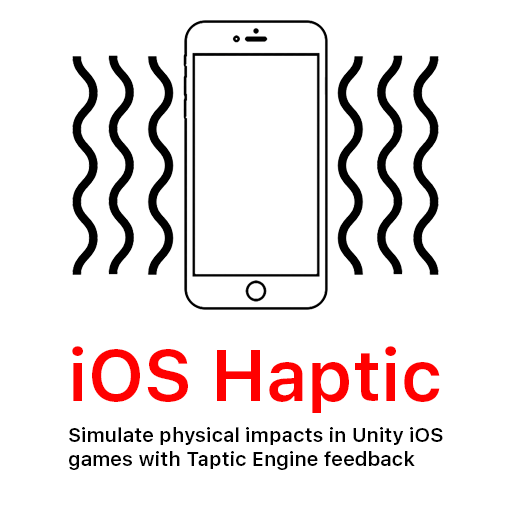 iOS Haptic
Simulate physical impacts in Unity iOS
games with Taptic Engine feedback